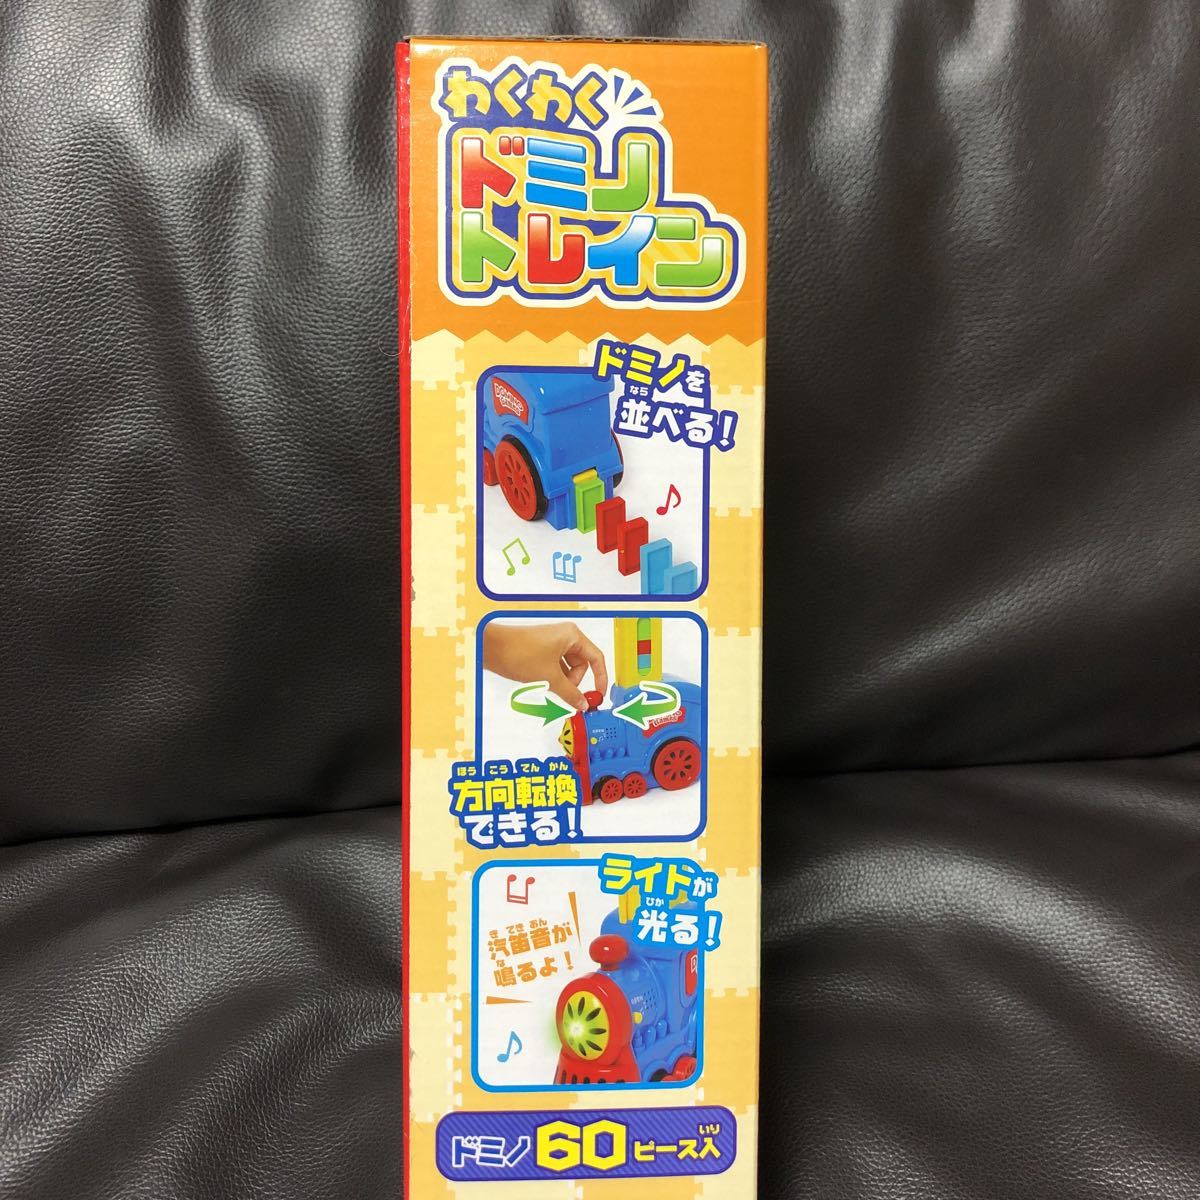 わくわく
ドミノ
トレイン
ドミノを
なら
並べる!
DOMINO
ほうこうてんかん
方向転換
できる!
ライトが
ひか
光る!
きてきおん
汽笛音が
な
鳴るよ!
いり
ドミノ60ピース入